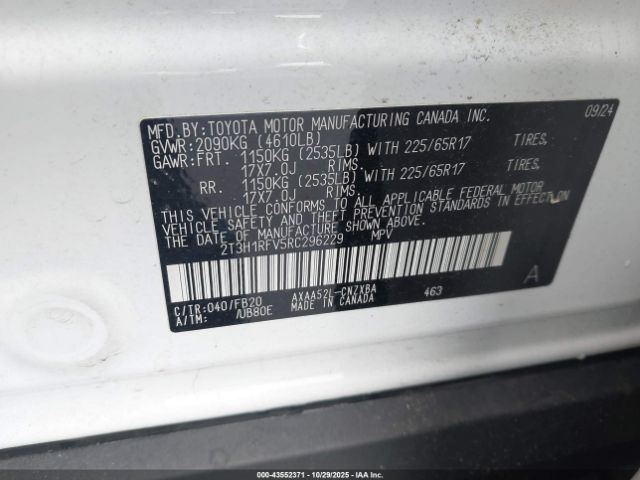 MFD.BY:TOYOTA MOTOR MANUFACTURING CANADA INC. 09/24
GVWR:2090KG (4610LB)
GAWR:FRT. 1150KG (2535LB) WITH 225/65R17 TIRES,
17X7.0J RIMS.
RR. 1150KG (2535LB) WITH 225/65R17 TIRES,
17X7.0J RIMS.
THIS VEHICLE CONFORMS TO ALL APPLICABLE FEDERAL MOTOR
VEHICLE SAFETY AND THEFT PREVENTION STANDARDS IN EFFECT ON
THE DATE OF MANUFACTURE SHOWN ABOVE.
2T3H1RFV5RC296229 MPV
C/TR:040/FB20 AXAA52L-CNZXBA 463 A
A/TM: /UB80E MADE IN CANADA
000-43552371 • 10/29/2025 • IAA